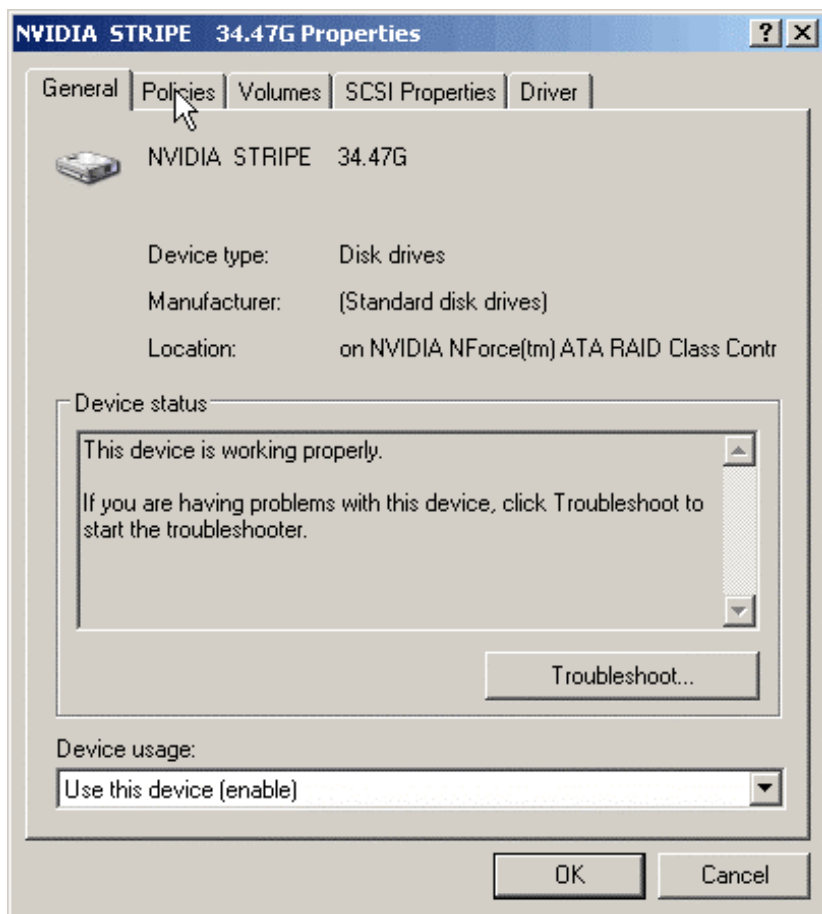 NVIDIA STRIPE 34.47G Properties
General Policies Volumes SCSI Properties Driver
NVIDIA STRIPE 34.47G
Device type: Disk drives
Manufacturer: (Standard disk drives)
Location: on NVIDIA NForce(tm) ATA RAID Class Contr
Device status
This device is working properly.
If you are having problems with this device, click Troubleshoot to
start the troubleshooter.
Troubleshoot...
Device usage:
Use this device (enable)
OK Cancel